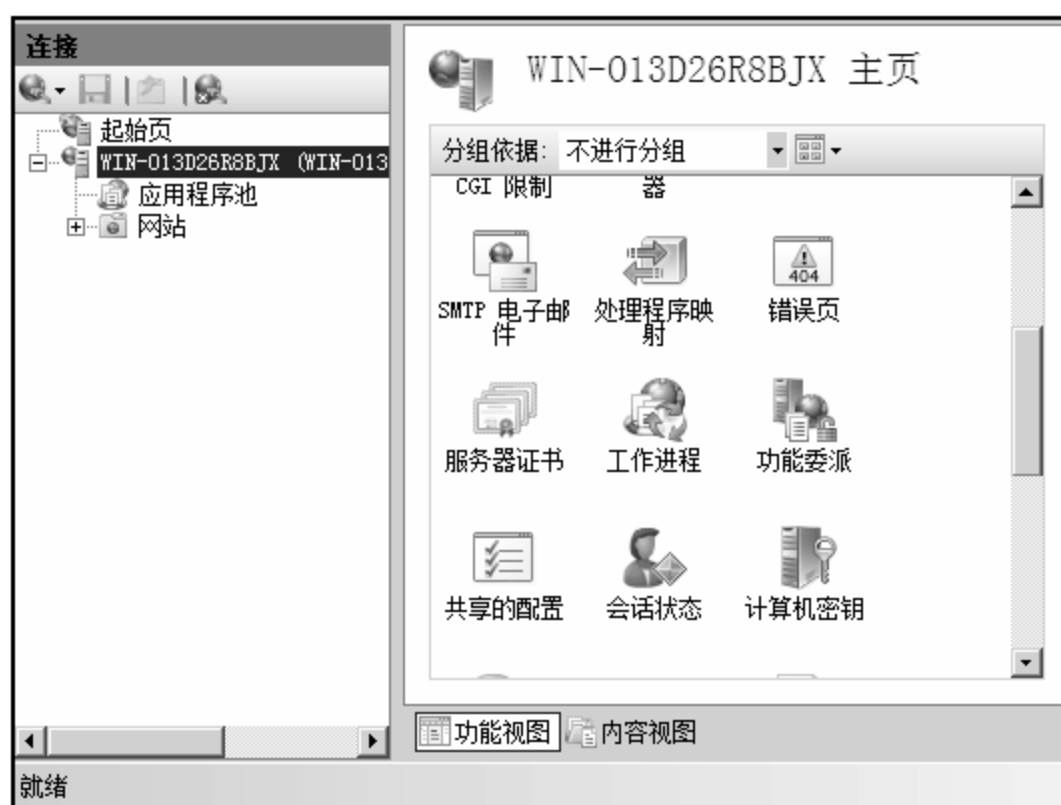 连接
起始页
WIN-013D26R8BJX (WIN-013
应用程序池
网站
WIN-013D26R8BJX 主页
分组依据: 不进行分组
CGI 限制
器
SMTP 电子邮件
处理程序映射
404
错误页
服务器证书
工作进程
功能委派
共享的配置
会话状态
计算机密钥
功能视图
内容视图
就绪